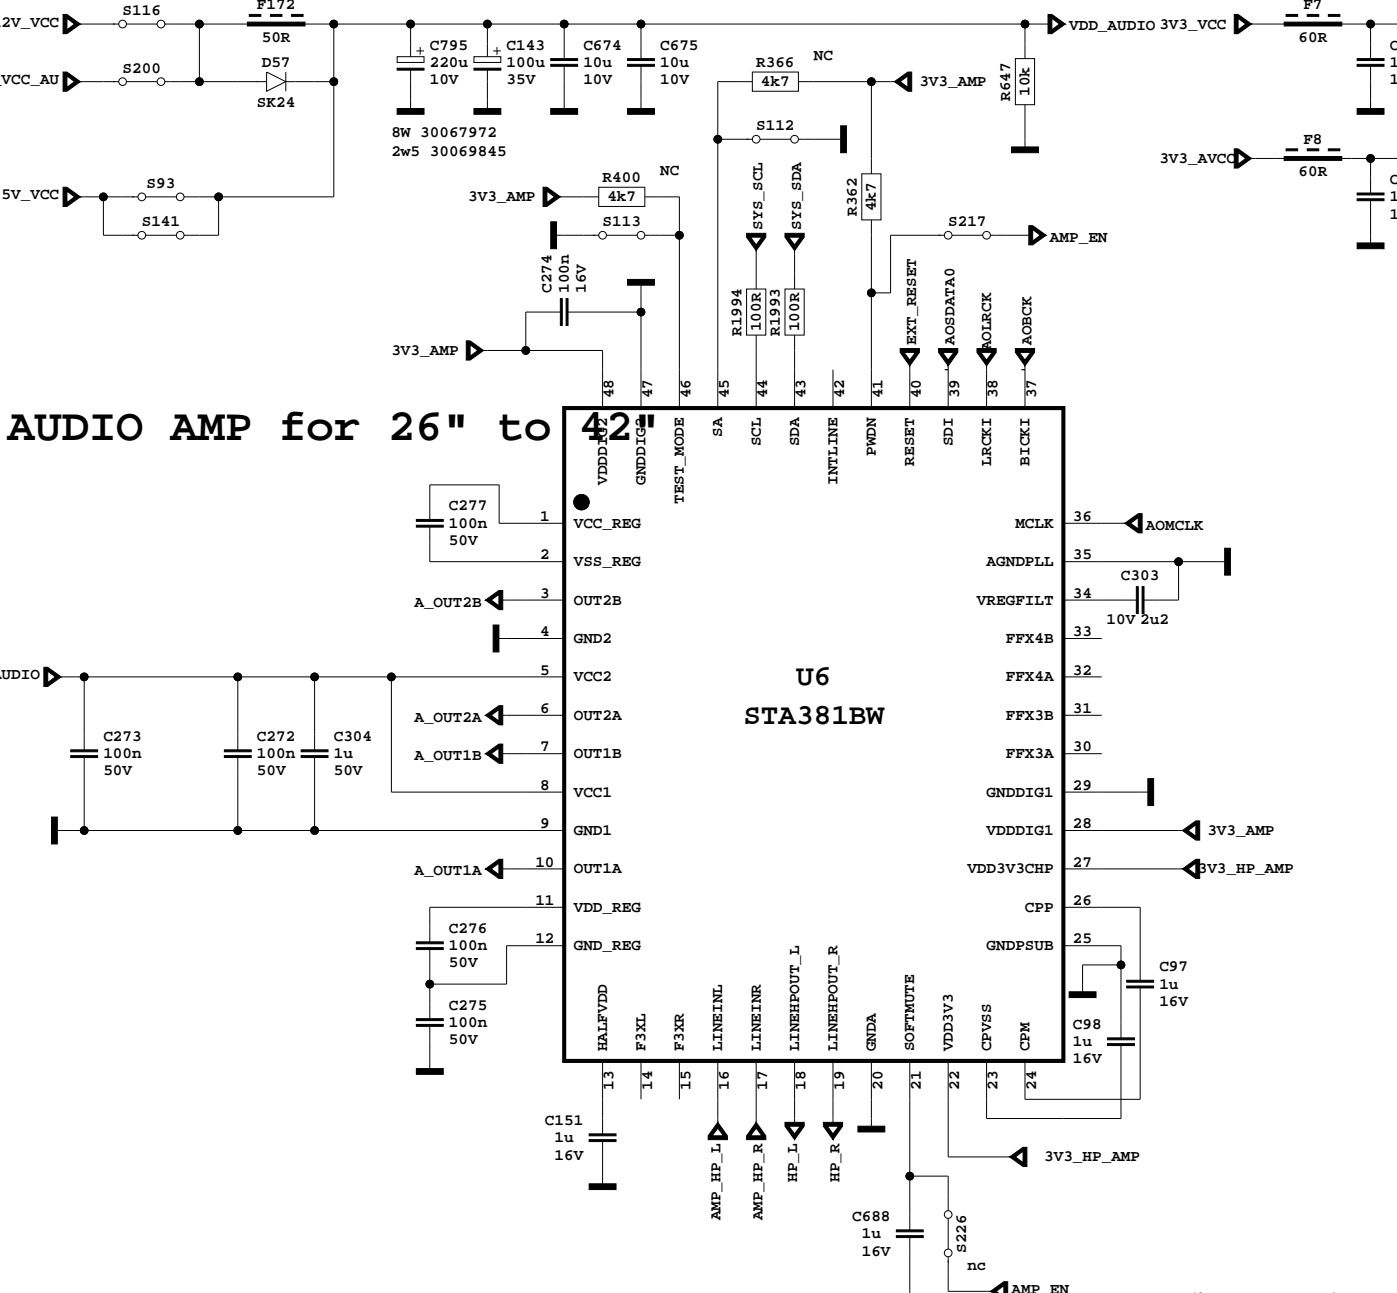 2V_VCC
S116
F172
50R
VCC_AU
S200
D57
SK24
C795
220u
10V
C143
100u
35V
C674
10u
10V
C675
10u
10V
8W 30067972
2w5 30069845
5V_VCC
S93
S141
R366
4k7
NC
3V3_AMP
S112
R647
10k
VDD_AUDIO
3V3_VCC
F7
60R
3V3_AVCC
F8
60R
3V3_AMP
R400
4k7
NC
S113
SYS_SCL
SYS_SDA
R362
4k7
S217
AMP_EN
C274
100n
16V
R1994
100R
R1993
100R
EXT_RESET
AOSDATA0
AOLRCK
AOBCK
3V3_AMP
48
47
46
45
44
43
42
41
40
39
38
37
AUDIO AMP for 26" to 42"
VDDDIG2
GNDDIG2
TEST_MODE
SA
SCL
SDA
INTLINE
PWDN
RESET
SDI
LRCKI
BICKI
C277
100n
50V
1 VCC_REG
2 VSS_REG
A_OUT2B 3 OUT2B
4 GND2
UDIO 5 VCC2
A_OUT2A 6 OUT2A
A_OUT1B 7 OUT1B
8 VCC1
9 GND1
A_OUT1A 10 OUT1A
11 VDD_REG
12 GND_REG
C273
100n
50V
C272
100n
50V
C304
1u
50V
C276
100n
50V
C275
100n
50V
U6
STA381BW
MCLK 36 AOMCLK
AGNDPLL 35
C303
VREGFILT 34
10V 2u2
FFX4B 33
FFX4A 32
FFX3B 31
FFX3A 30
GNDDIG1 29
VDDDIG1 28 3V3_AMP
VDD3V3CHP 27 3V3_HP_AMP
CPP 26
GNDPSUB 25
C97
1u
16V
C98
1u
16V
HALFVDD
F3XL
F3XR
LINEINL
LINEINR
LINEHPOUT_L
LINEHPOUT_R
GNDA
SOFTMUTE
VDD3V3
CPVSS
CPM
13
14
15
16
17
18
19
20
21
22
23
24
C151
1u
16V
AMP_HP_L
AMP_HP_R
HP_L
HP_R
3V3_HP_AMP
C688
1u
16V
S226
nc
AMP_EN